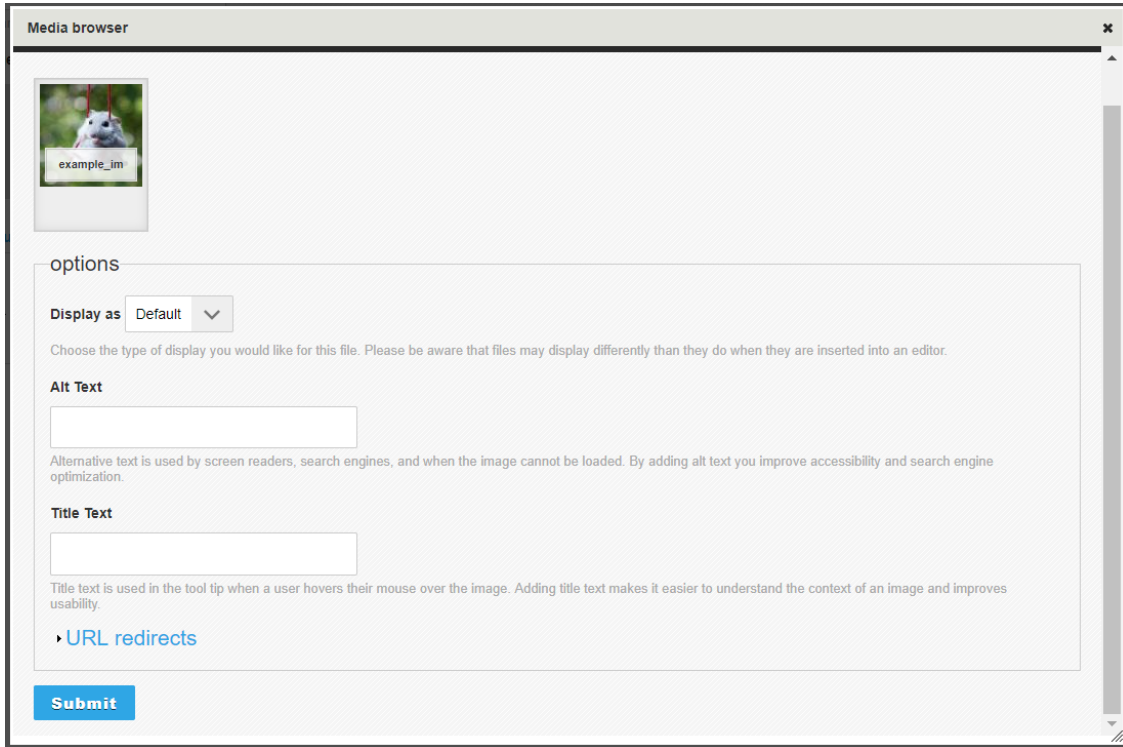 Media browser
example_im
options
Display as Default
Choose the type of display you would like for this file. Please be aware that files may display differently than they do when they are inserted into an editor.
Alt Text
Alternative text is used by screen readers, search engines, and when the image cannot be loaded. By adding alt text you improve accessibility and search engine
optimization.
Title Text
Title text is used in the tool tip when a user hovers their mouse over the image. Adding title text makes it easier to understand the context of an image and improves
usability.
URL redirects
Submit